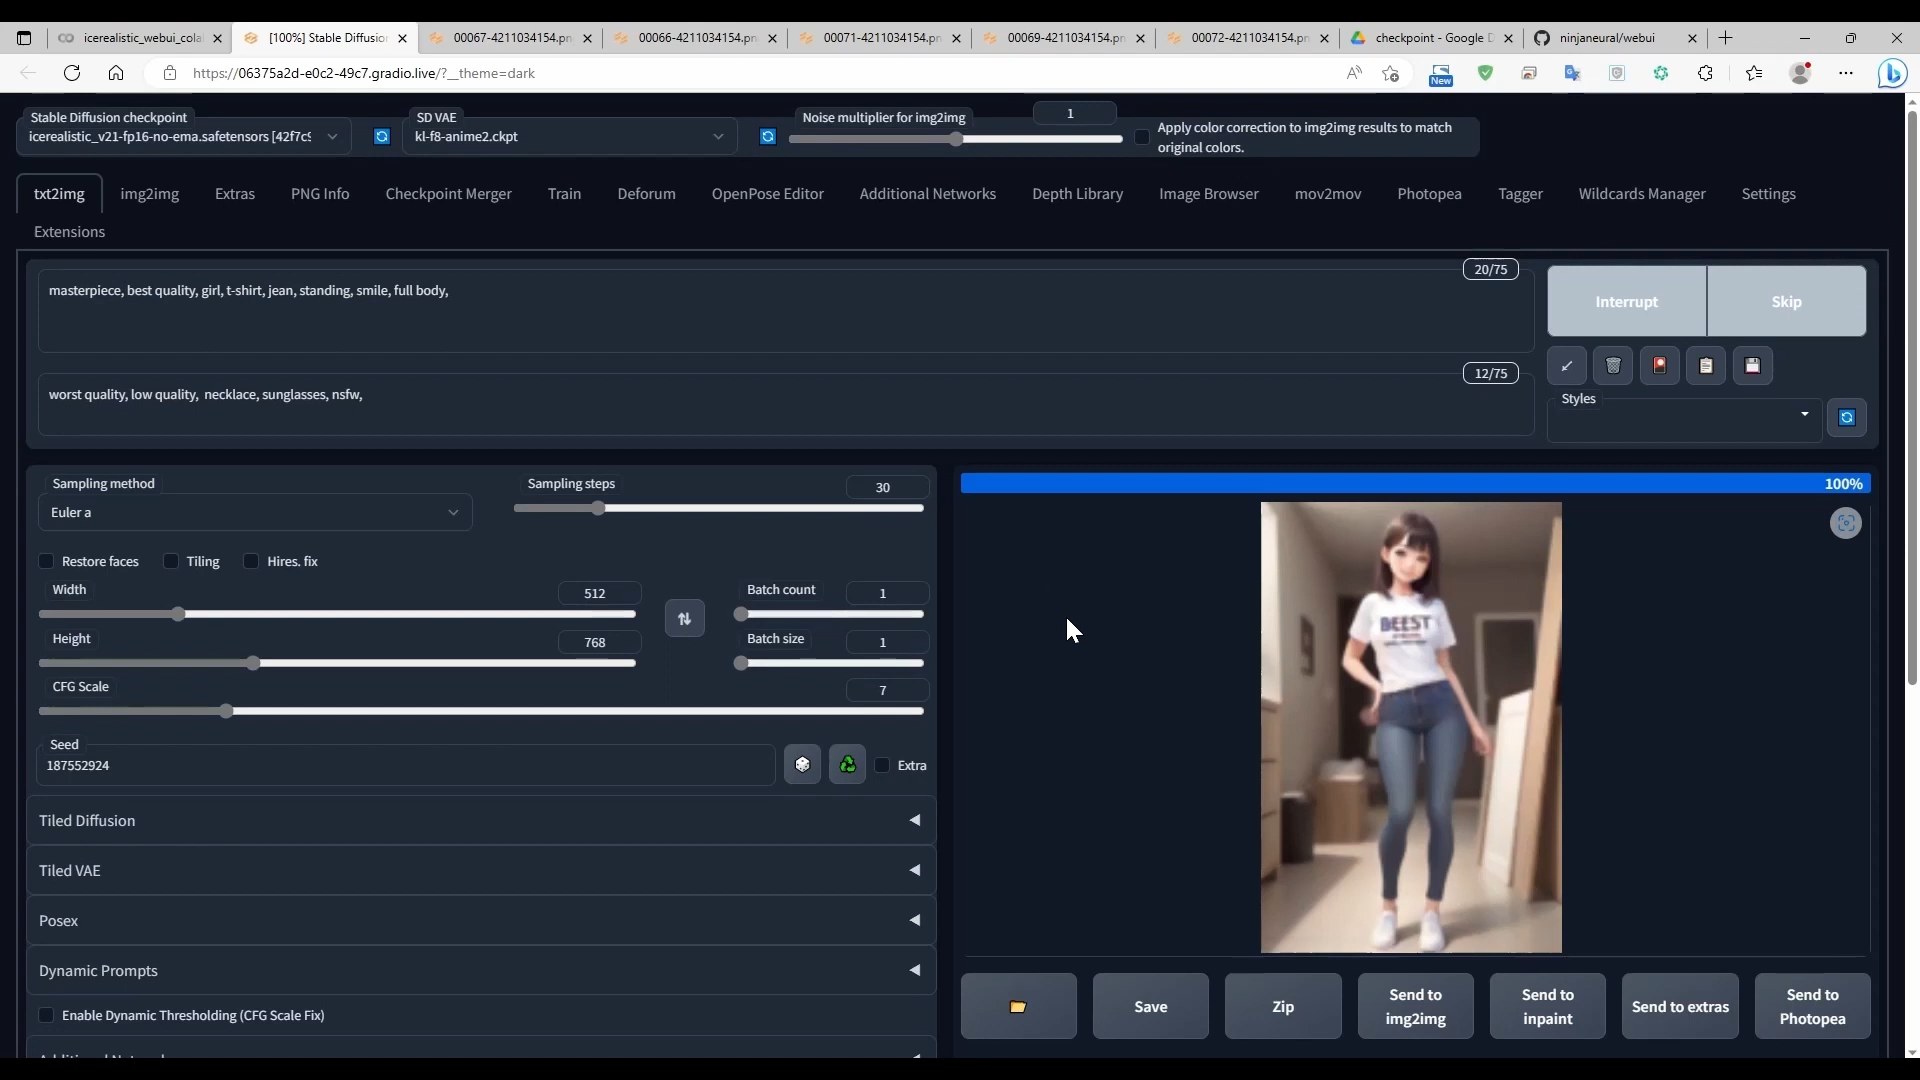 icerealistic_webui_cola
[100%] Stable Diffusion
00067-4211034154.pn
00066-4211034154.pn
00071-4211034154.pn
00069-4211034154.pn
00072-4211034154.pn
checkpoint - Google D
ninjaneural/webui
https://06375a2d-e0c2-49c7.gradio.live/?__theme=dark
New
Stable Diffusion checkpoint
icerealistic_v21-fp16-no-ema.safetensors [42f7c9
SD VAE
kl-f8-anime2.ckpt
Noise multiplier for img2img
1
Apply color correction to img2img results to match
original colors.
txt2img
img2img
Extras
PNG Info
Checkpoint Merger
Train
Deforum
OpenPose Editor
Additional Networks
Depth Library
Image Browser
mov2mov
Photopea
Tagger
Wildcards Manager
Settings
Extensions
20/75
masterpiece, best quality, girl, t-shirt, jean, standing, smile, full body,
Interrupt
Skip
12/75
worst quality, low quality,  necklace, sunglasses, nsfw,
Styles
Sampling method
Euler a
Sampling steps
30
100%
Restore faces
Tiling
Hires. fix
Width
512
Batch count
1
Height
768
Batch size
1
CFG Scale
7
Seed
187552924
Extra
BEEST
Tiled Diffusion
Tiled VAE
Posex
Dynamic Prompts
Enable Dynamic Thresholding (CFG Scale Fix)
Save
Zip
Send to
img2img
Send to
inpaint
Send to extras
Send to
Photopea